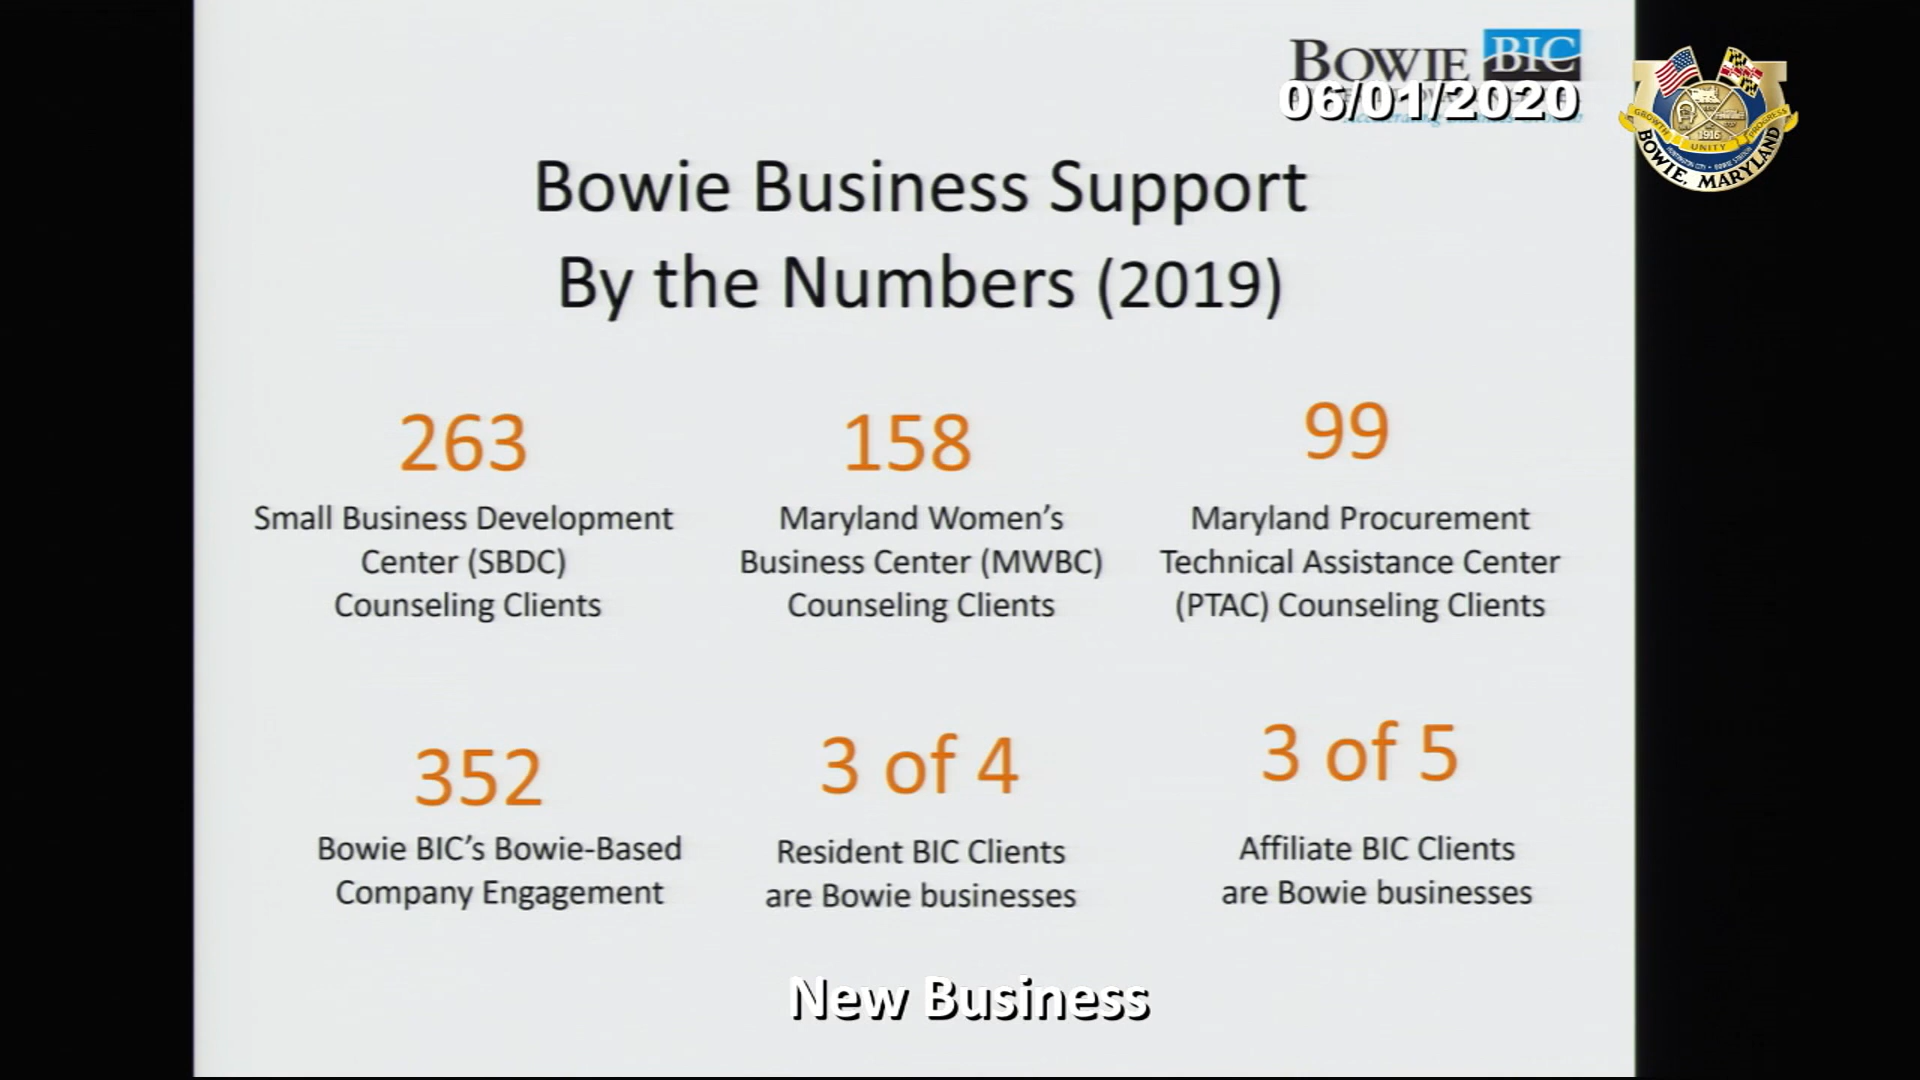 BOWIE BIC
06/01/2020
GROWTH
PROGRESS
1916
UNITY
BOWIE, MARYLAND
Bowie Business Support
By the Numbers (2019)
263
Small Business Development
Center (SBDC)
Counseling Clients
158
Maryland Women's
Business Center (MWBC)
Counseling Clients
99
Maryland Procurement
Technical Assistance Center
(PTAC) Counseling Clients
352
Bowie BIC's Bowie-Based
Company Engagement
3 of 4
Resident BIC Clients
are Bowie businesses
3 of 5
Affiliate BIC Clients
are Bowie businesses
New Business